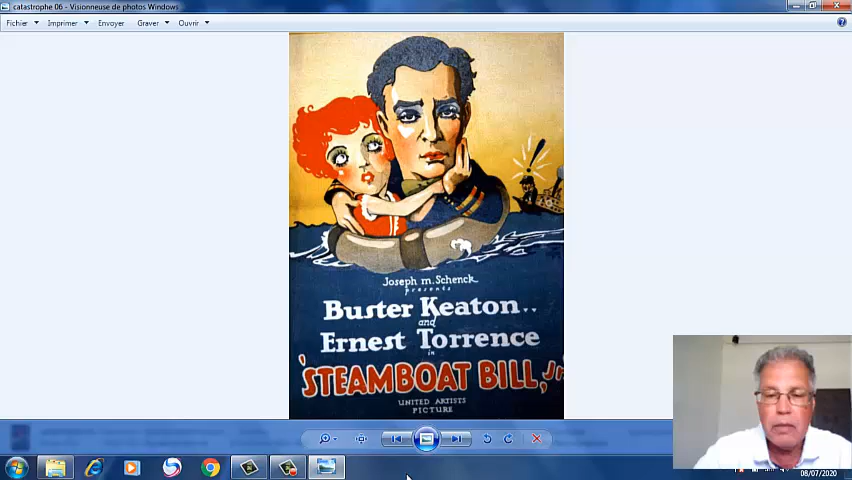 catastrophe 06 - Visionneuse de photos Windows
Fichier Imprimer Envoyer Graver Ouvrir
Joseph m. Schenck
presents
Buster Keaton..
and
Ernest Torrence
in
'STEAMBOAT BILL, Jr'
UNITED ARTISTS
PICTURE
08/07/2020